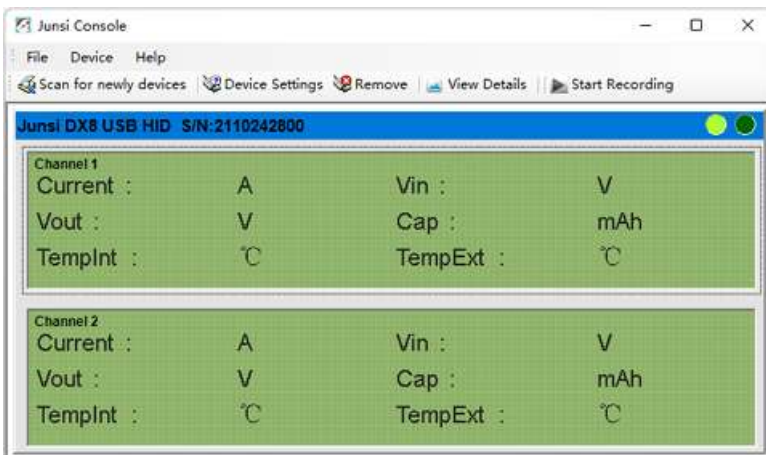 Junsi Console
File Device Help
Scan for newly devices Device Settings Remove View Details Start Recording
Junsi DX8 USB HID S/N:2110242800
Channel 1
Current : A Vin : V
Vout : V Cap : mAh
TempInt : ℃ TempExt : ℃
Channel 2
Current : A Vin : V
Vout : V Cap : mAh
TempInt : ℃ TempExt : ℃